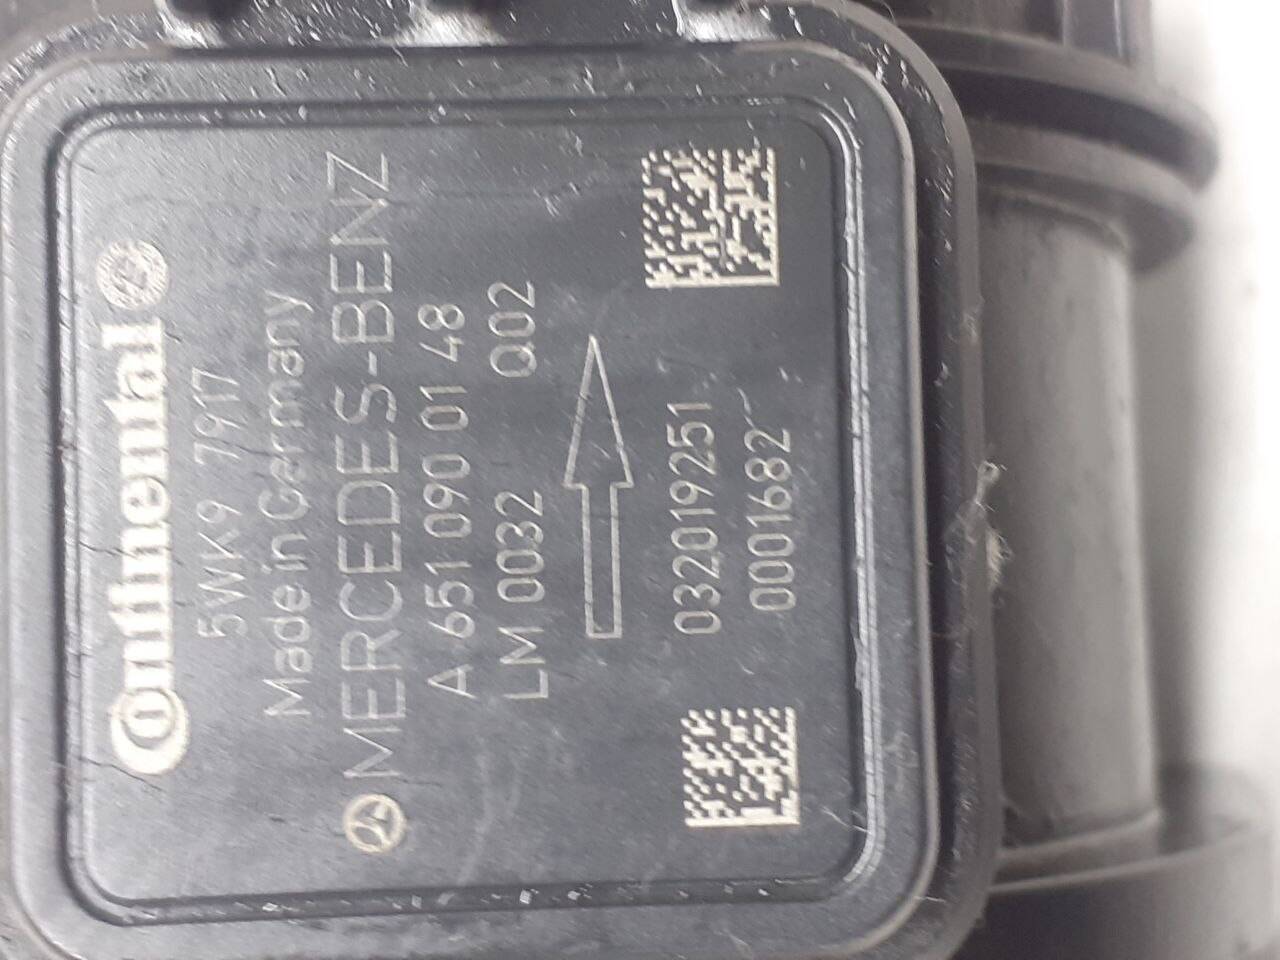 Continental
5WK9 7917
Made in Germany
MERCEDES-BENZ
A 651 090 01 48
LM 0032 Q02
032019251
0001682